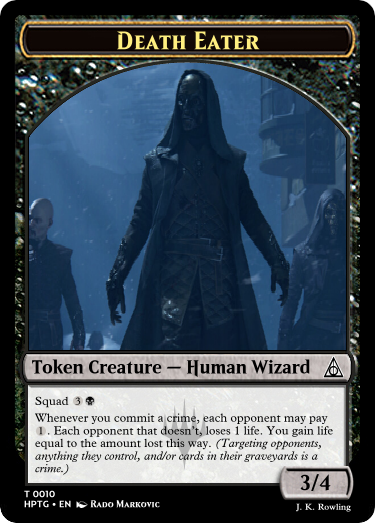 DEATH EATER
Token Creature — Human Wizard
Squad 3
Whenever you commit a crime, each opponent may pay
1. Each opponent that doesn't, loses 1 life. You gain life
equal to the amount lost this way. (Targeting opponents,
anything they control, and/or cards in their graveyards is a
crime.)
3/4
T 0010
HPTG • EN RADO MARKOVIC
J. K. Rowling